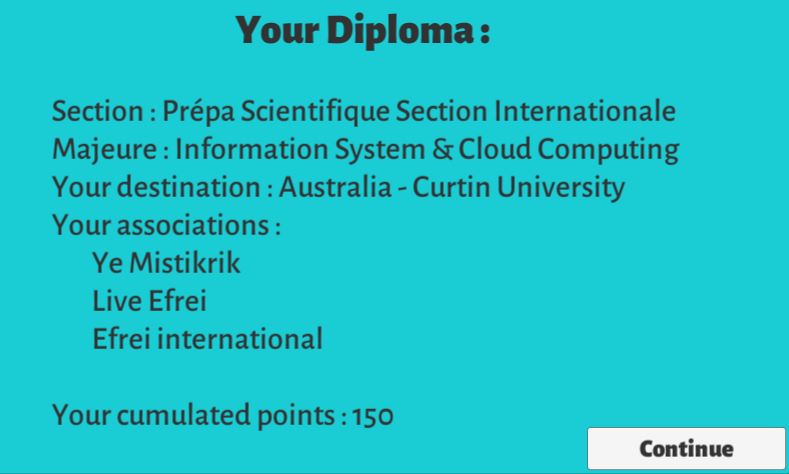 Your Diploma :
Section : Prépa Scientifique Section Internationale
Majeure : Information System & Cloud Computing
Your destination : Australia - Curtin University
Your associations :
Ye Mistikrik
Live Efrei
Efrei international
Your cumulated points : 150
Continue